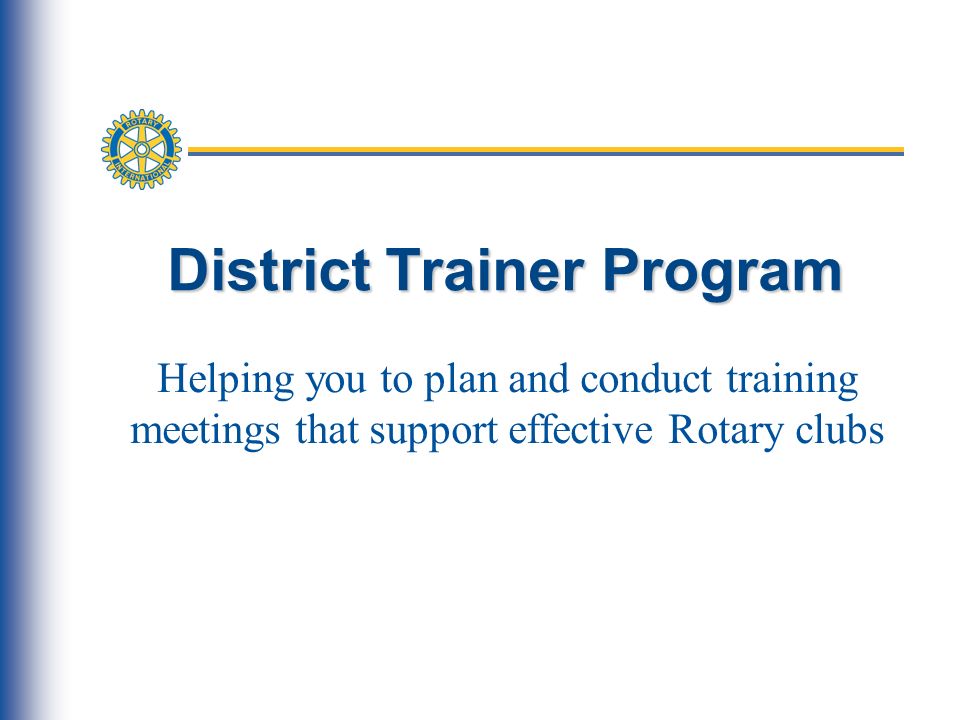 ROTARY
INTERNATIONAL
District Trainer Program
Helping you to plan and conduct training
meetings that support effective Rotary clubs